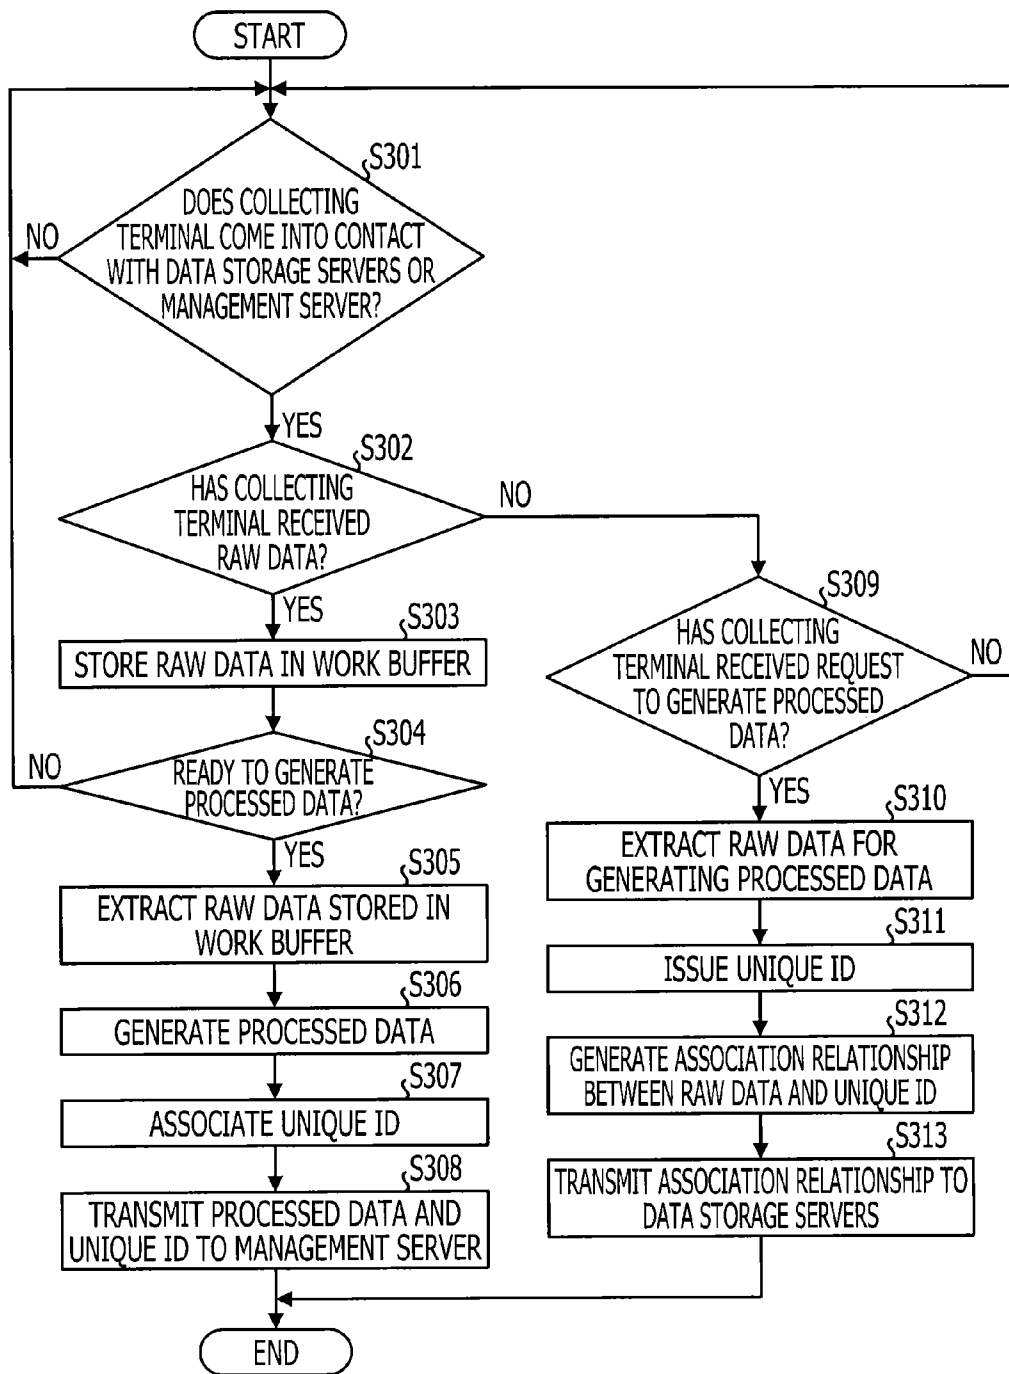 START
S301
DOES COLLECTING
TERMINAL COME INTO CONTACT
WITH DATA STORAGE SERVERS OR
MANAGEMENT SERVER?
NO
YES
S302
HAS COLLECTING
TERMINAL RECEIVED
RAW DATA?
NO
YES
S303
STORE RAW DATA IN WORK BUFFER
S304
READY TO GENERATE
PROCESSED DATA?
NO
YES
S305
EXTRACT RAW DATA STORED IN
WORK BUFFER
S306
GENERATE PROCESSED DATA
S307
ASSOCIATE UNIQUE ID
S308
TRANSMIT PROCESSED DATA AND
UNIQUE ID TO MANAGEMENT SERVER
S309
HAS COLLECTING
TERMINAL RECEIVED REQUEST
TO GENERATE PROCESSED
DATA?
NO
YES
S310
EXTRACT RAW DATA FOR
GENERATING PROCESSED DATA
S311
ISSUE UNIQUE ID
S312
GENERATE ASSOCIATION RELATIONSHIP
BETWEEN RAW DATA AND UNIQUE ID
S313
TRANSMIT ASSOCIATION RELATIONSHIP TO
DATA STORAGE SERVERS
END